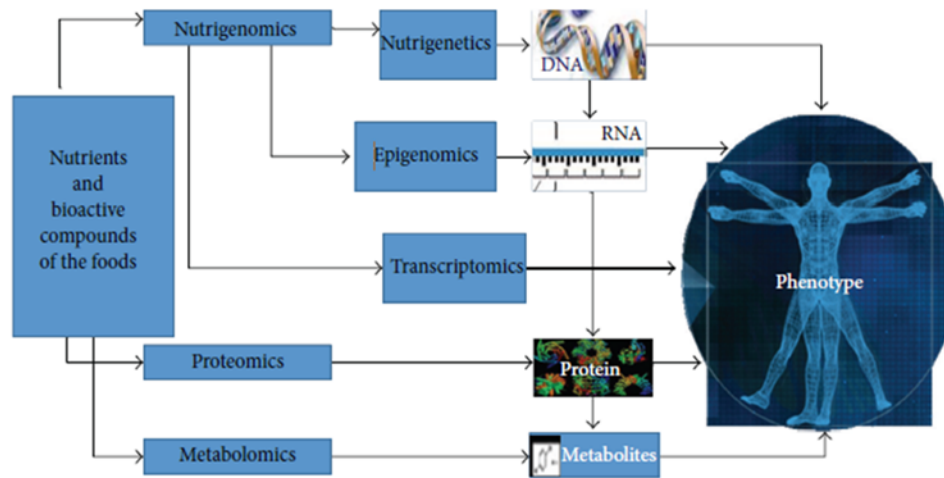 Nutrigenomics
Nutrigenetics
DNA
Nutrients
and
bioactive
compounds
of the foods
Epigenomics
RNA
Transcriptomics
Phenotype
Proteomics
Protein
Metabolomics
Metabolites